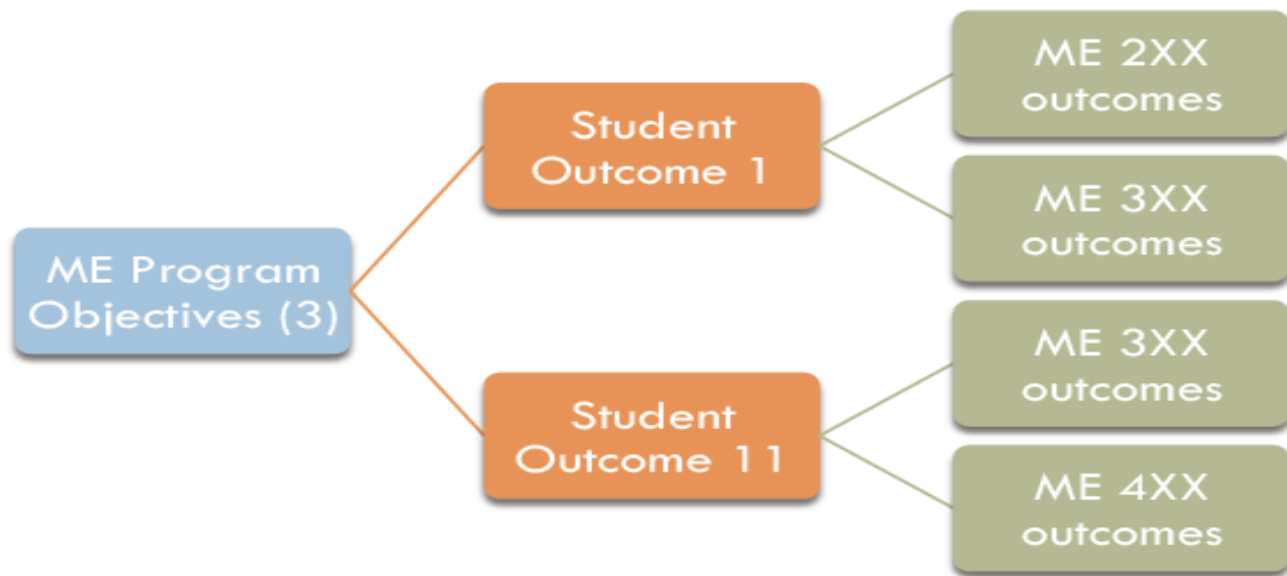 ME Program
Objectives (3)
Student
Outcome 1
Student
Outcome 11
ME 2XX
outcomes
ME 3XX
outcomes
ME 3XX
outcomes
ME 4XX
outcomes